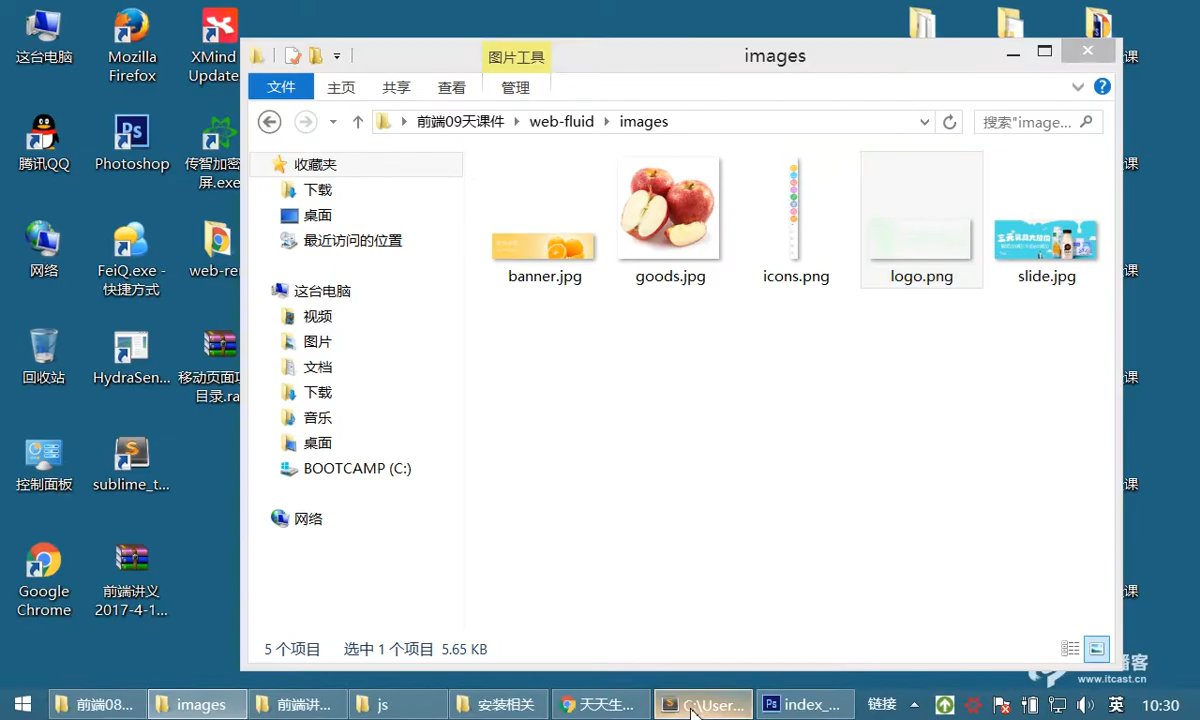 这台电脑
Mozilla
Firefox
XMind
Update
腾讯QQ
Photoshop
传智加密
屏.exe
网络
FeiQ.exe -
快捷方式
web-re
回收站
HydraSen...
移动页面项
目录.ra
控制面板
sublime_t...
Google
Chrome
前端讲义
2017-4-1...
图片工具
images
文件
主页
共享
查看
管理
前端09天课件
web-fluid
images
搜索"image...
收藏夹
下载
桌面
最近访问的位置
这台电脑
视频
图片
文档
下载
音乐
桌面
BOOTCAMP (C:)
网络
banner.jpg
goods.jpg
icons.png
logo.png
slide.jpg
5 个项目
选中 1 个项目 5.65 KB
课
课
课
课
课
课
播客
www.itcast.cn
前端08...
images
前端讲...
js
安装相关
天天生...
C:\User...
index_...
链接
英
10:30